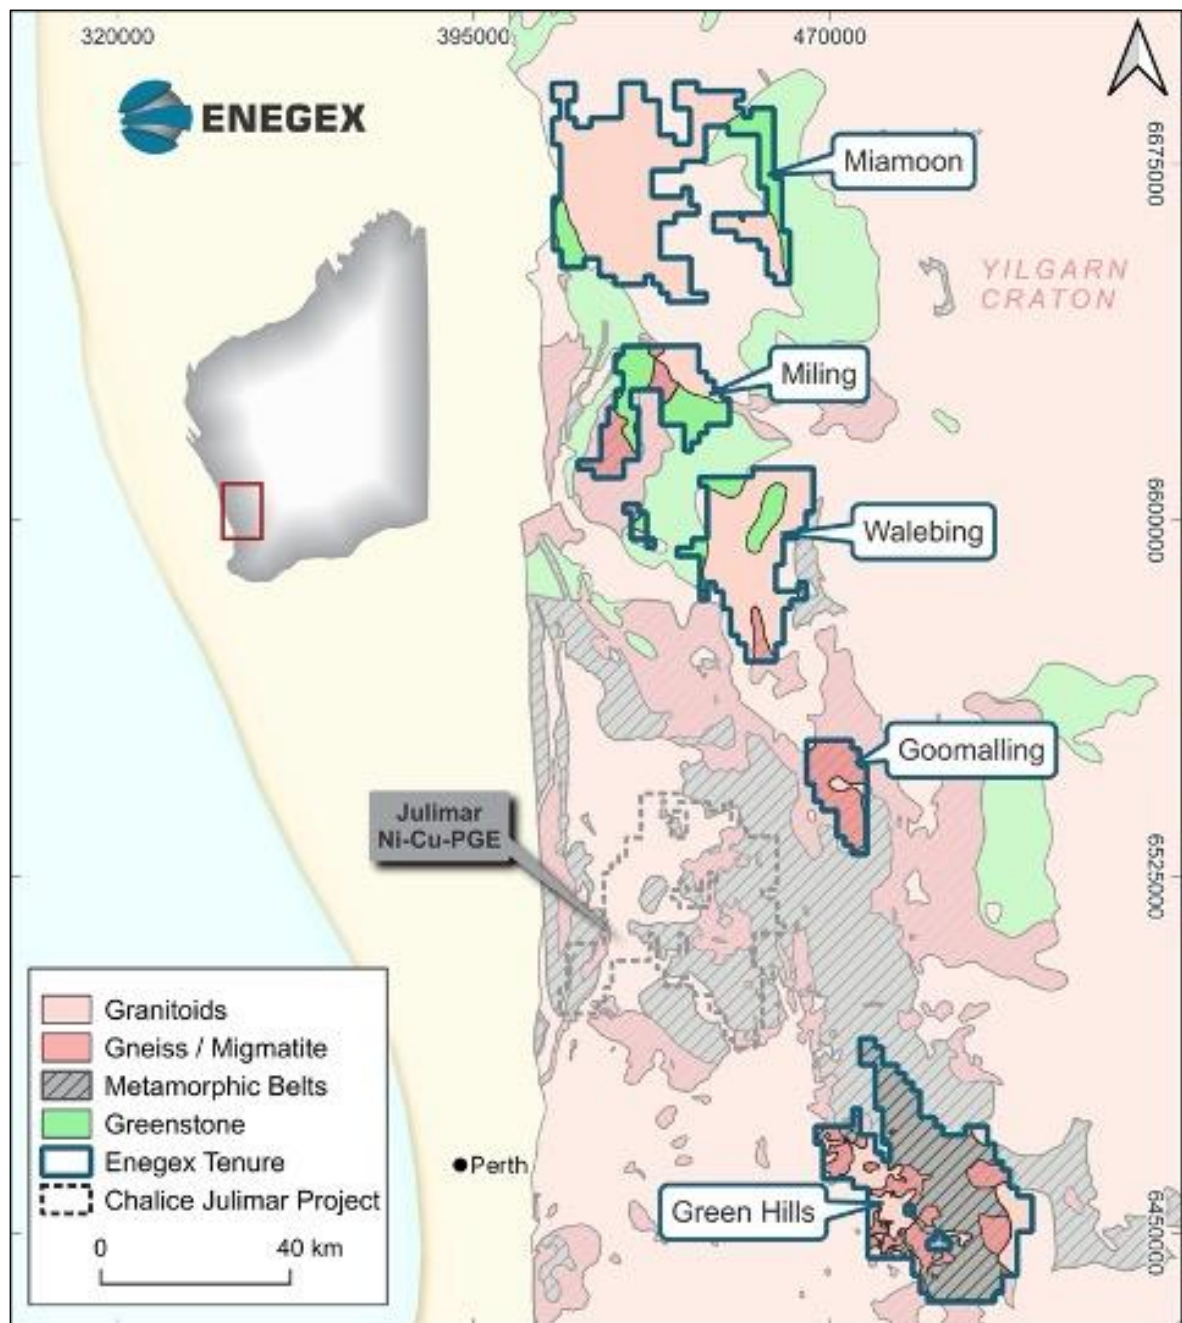 320000
395000
470000
ENEGEX
6675000
Miamoon
YILGARN
CRATON
Miling
Walebing
6600000
Goomalling
Julimar
Ni-Cu-PGE
6525000
Granitoids
Gneiss / Migmatite
Metamorphic Belts
Greenstone
Enegex Tenure
Chalice Julimar Project
0 40 km
Perth
Green Hills
6450000